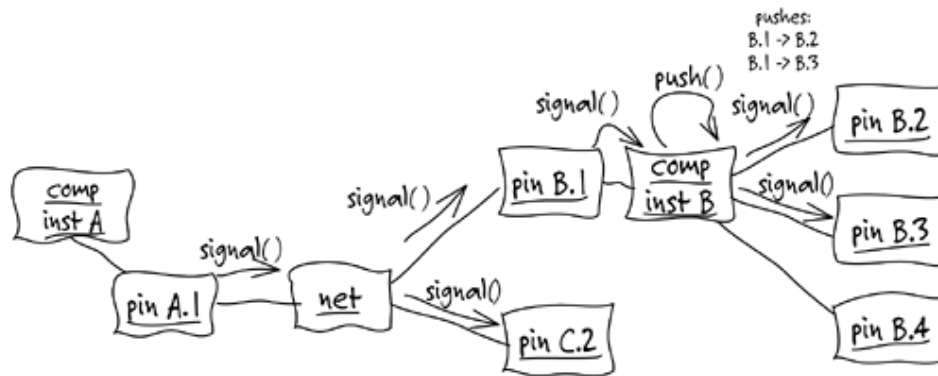 pushes:
B.1 -> B.2
B.1 -> B.3
push()
signal()
signal()
pin B.2
pin B.1
comp
inst B
signal()
comp
inst A
signal()
pin B.3
signal()
pin A.1
net
signal()
pin C.2
pin B.4